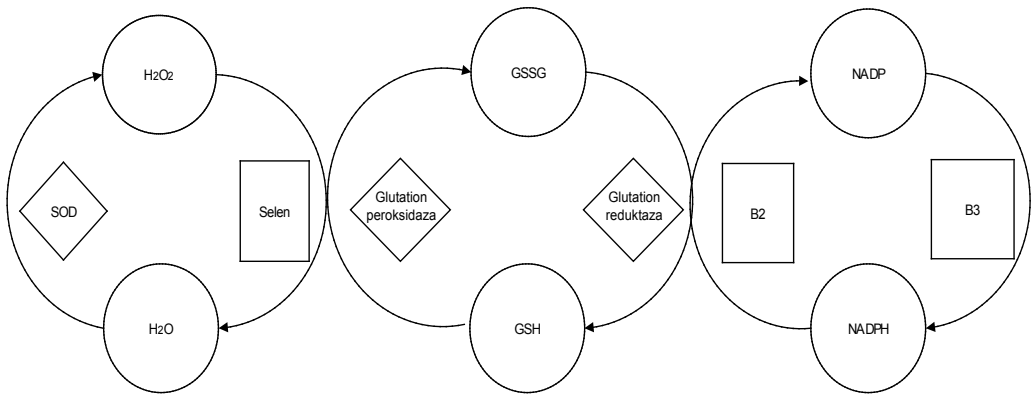 H2O2
GSSG
NADP
SOD
Selen
Glutation
peroksidaza
Glutation
reduktaza
B2
B3
H2O
GSH
NADPH